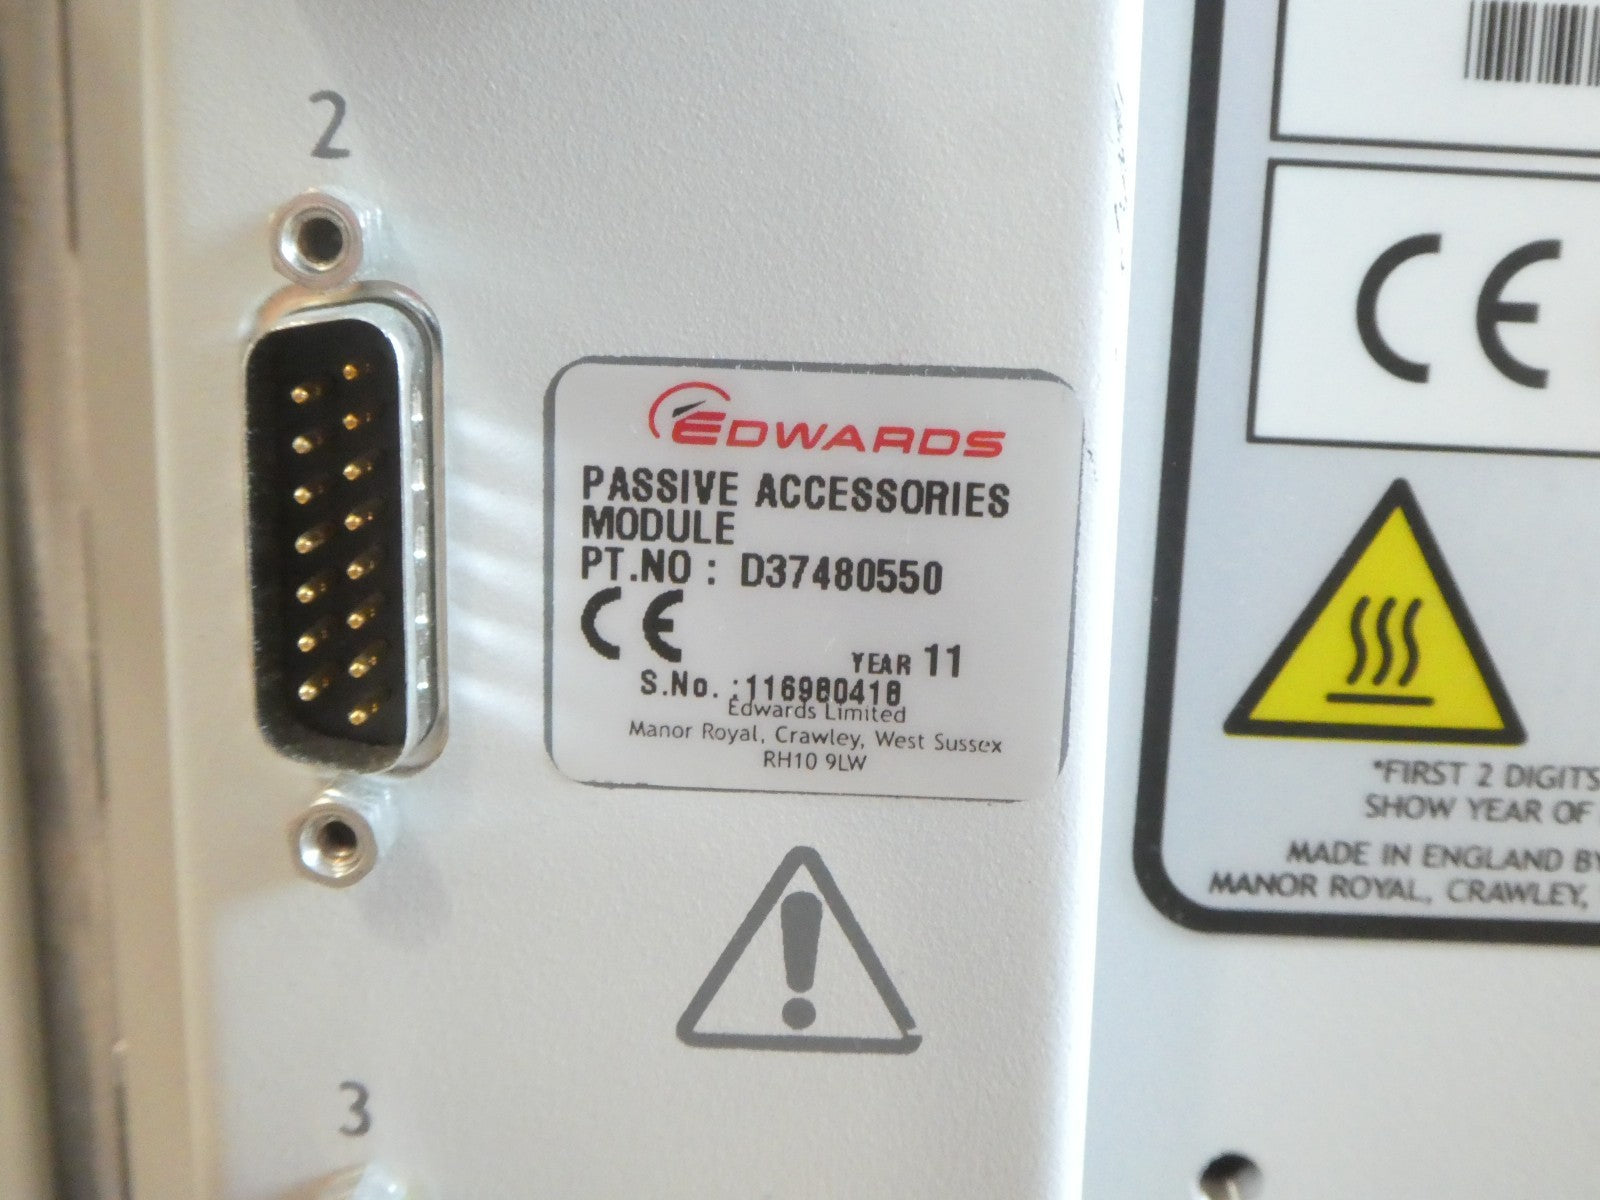 2
EDWARDS
PASSIVE ACCESSORIES
MODULE
PT.NO : D37480550
CE
YEAR 11
S.No. :116980418
Edwards Limited
Manor Royal, Crawley, West Sussex
RH10 9LW
3
CE
*FIRST 2 DIGITS
SHOW YEAR OF
MADE IN ENGLAND BY
MANOR ROYAL, CRAWLEY,